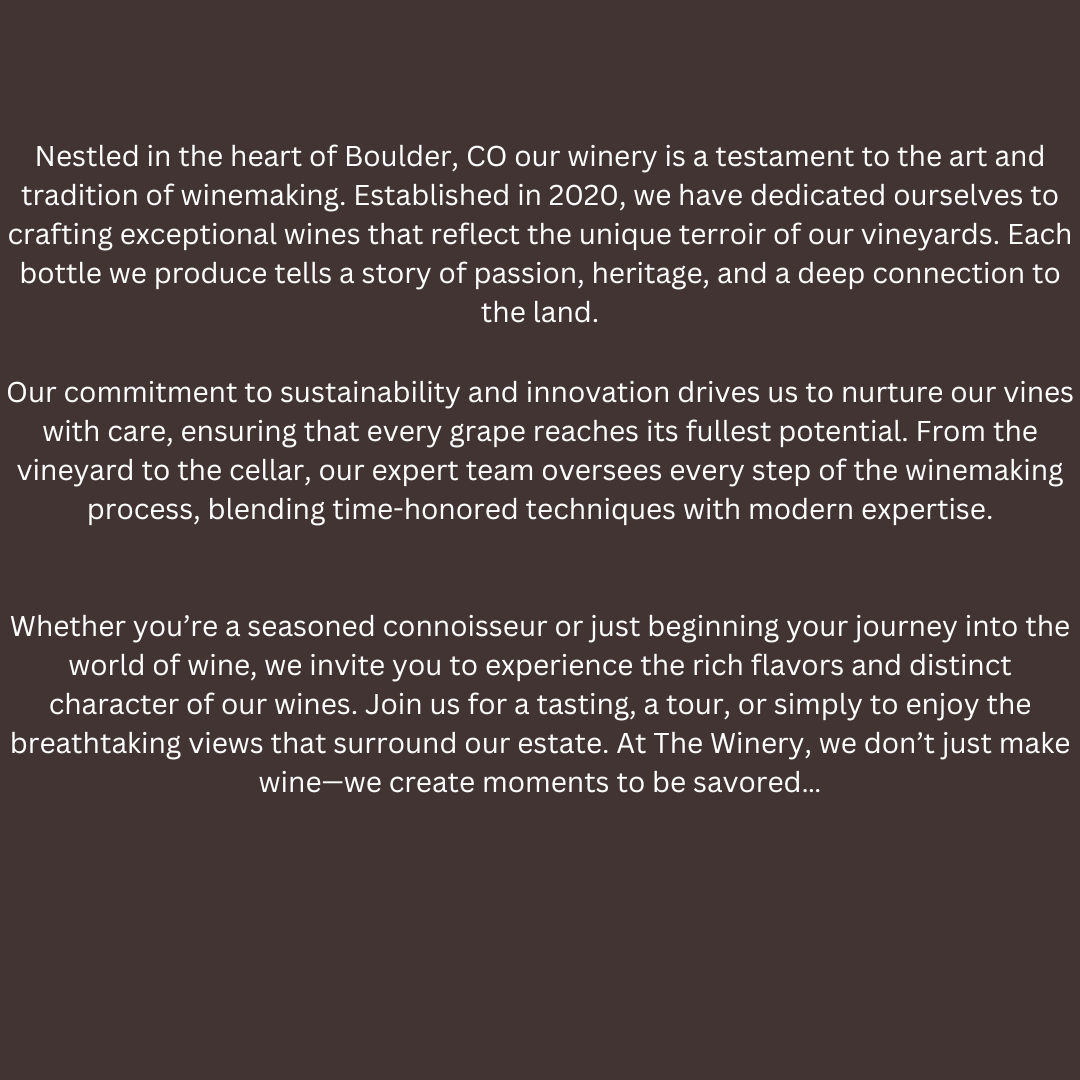 Nestled in the heart of Boulder, CO our winery is a testament to the art and
tradition of winemaking. Established in 2020, we have dedicated ourselves to
crafting exceptional wines that reflect the unique terroir of our vineyards. Each
bottle we produce tells a story of passion, heritage, and a deep connection to
the land.
Our commitment to sustainability and innovation drives us to nurture our vines
with care, ensuring that every grape reaches its fullest potential. From the
vineyard to the cellar, our expert team oversees every step of the winemaking
process, blending time-honored techniques with modern expertise.
Whether you’re a seasoned connoisseur or just beginning your journey into the
world of wine, we invite you to experience the rich flavors and distinct
character of our wines. Join us for a tasting, a tour, or simply to enjoy the
breathtaking views that surround our estate. At The Winery, we don’t just make
wine—we create moments to be savored…